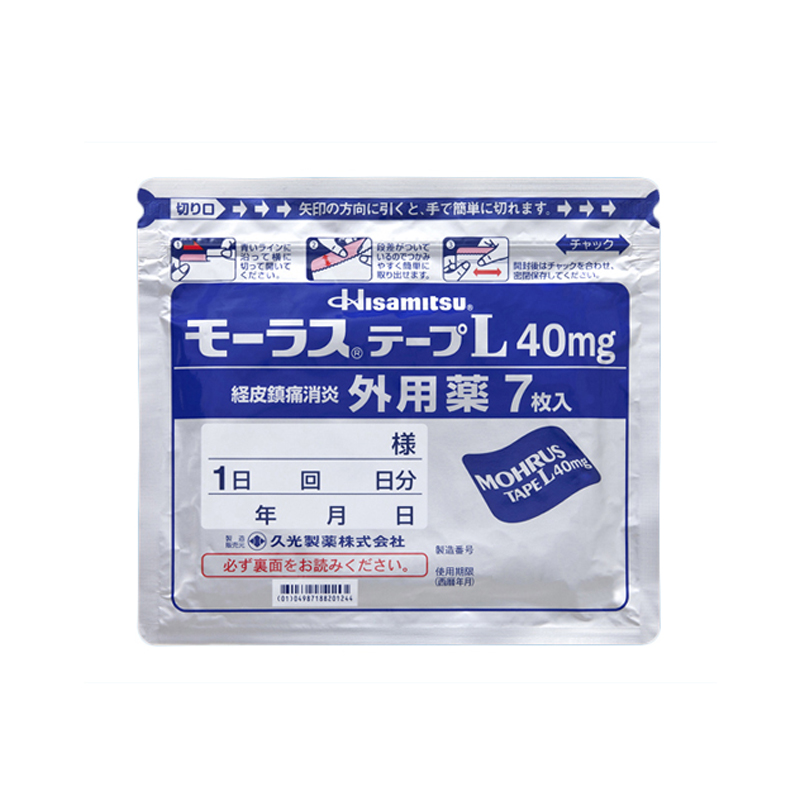 切り口 ⇒⇒⇒ 矢印の方向に引くと、手で簡単に切れます。 ⇒⇒⇒
1
青いラインに
沿って様に
切って開いて
ください。
2
段差がついて
いるのでつかみ
やすく簡単に
取り出せます。
3
チャック
開封後はチャックを合わせ、
密閉保存してください。
Hisamitsu®
モーラス®テープL 40mg
経皮鎮痛消炎 外用薬 7枚入
様
1日 回 日分
年 月 日
MOHRUS
TAPE L 40mg
製造
販売元 久光製薬株式会社
必ず裏面をお読みください。
製造番号
使用期限
(西暦年月)
(01)04987188201244